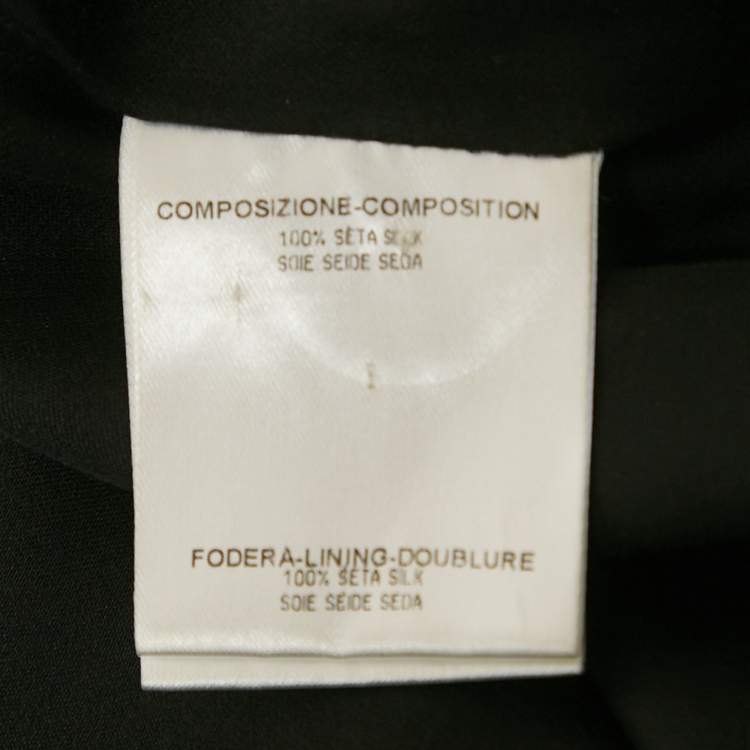 COMPOSIZIONE-COMPOSITION
100% SETA SILK
SOIE SEIDE SEDA
FODERA-LINING-DOUBLURE
100% SETA SILK
SOIE SEIDE SEDA